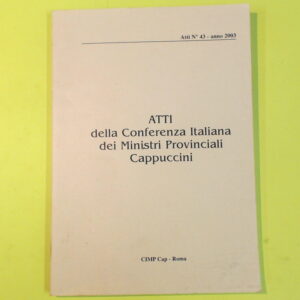 Atti N° 43 - anno 2003
ATTI
della Conferenza Italiana
dei Ministri Provinciali
Cappuccini
CIMP Cap - Roma